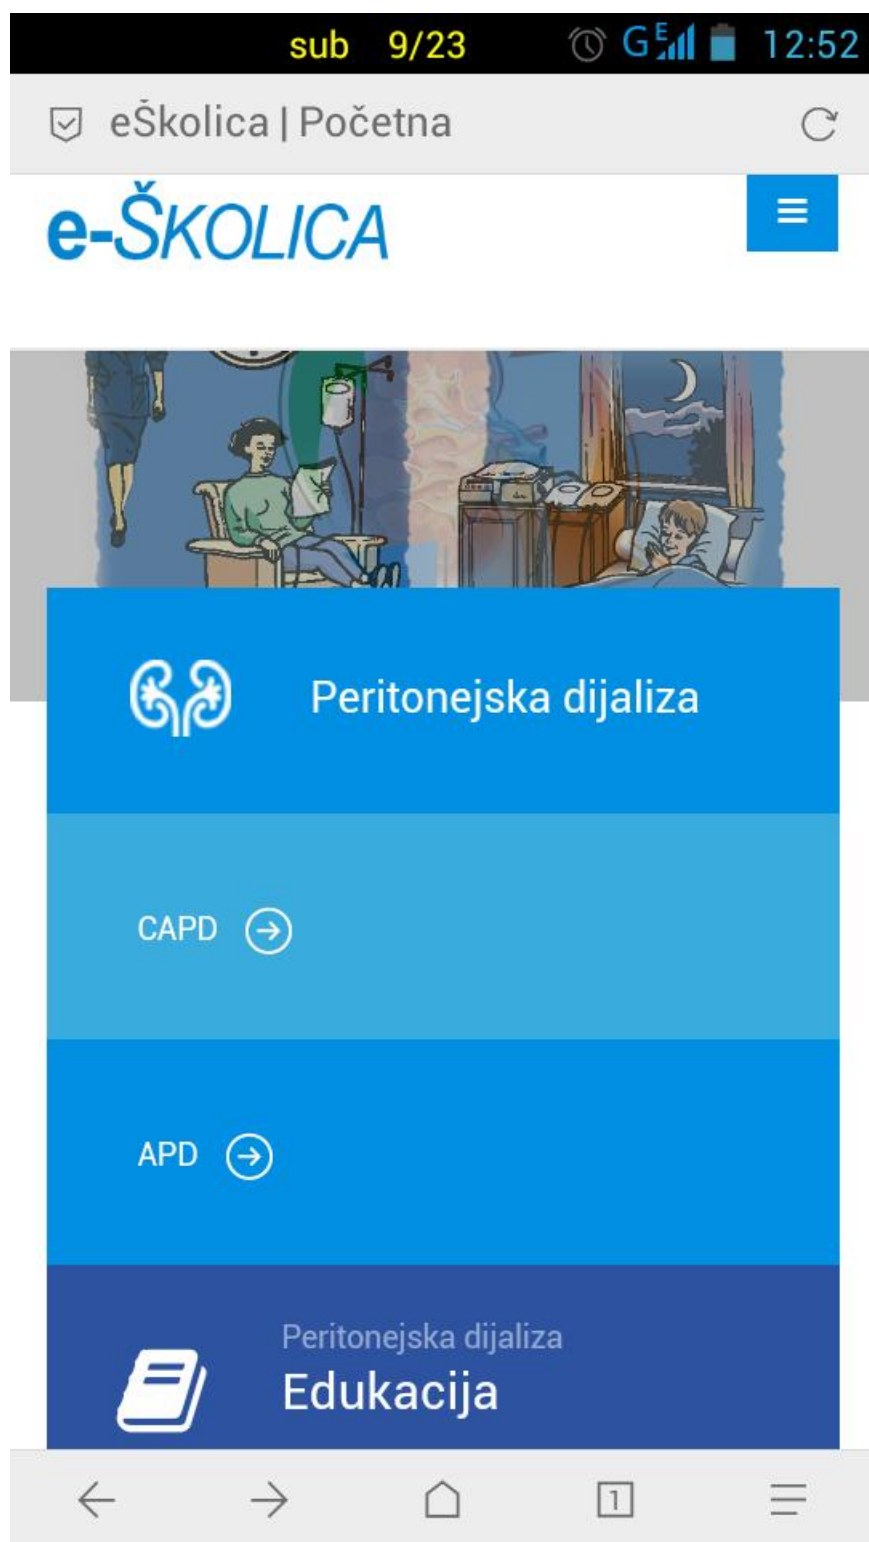 sub 9/23 G E 12:52
eŠkolica | Početna
e-ŠKOLICA
Peritonejska dijaliza
CAPD
APD
Peritonejska dijaliza
Edukacija
1